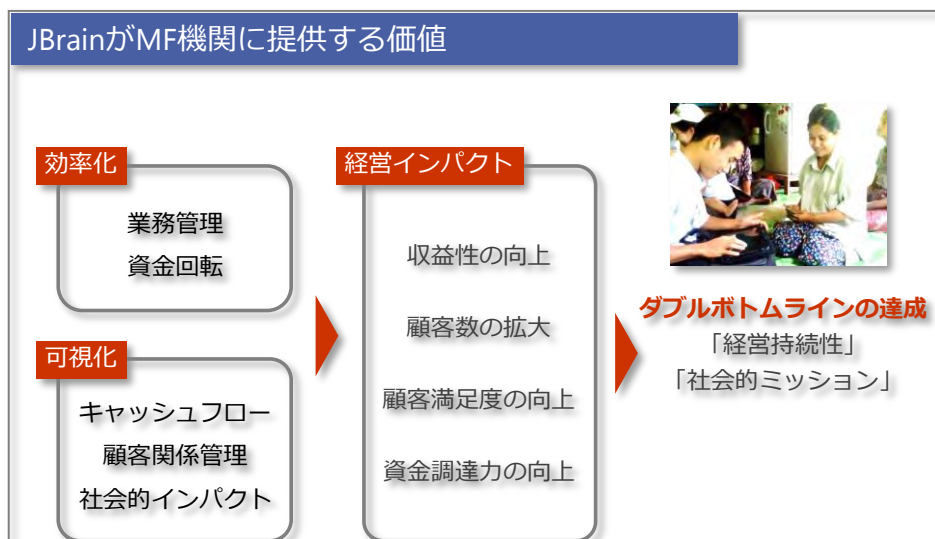 JBrainがMF機関に提供する価値
効率化
業務管理
資金回転
可視化
キャッシュフロー
顧客関係管理
社会的インパクト
経営インパクト
収益性の向上
顧客数の拡大
顧客満足度の向上
資金調達力の向上
ダブルボトムラインの達成
「経営持続性」
「社会的ミッション」